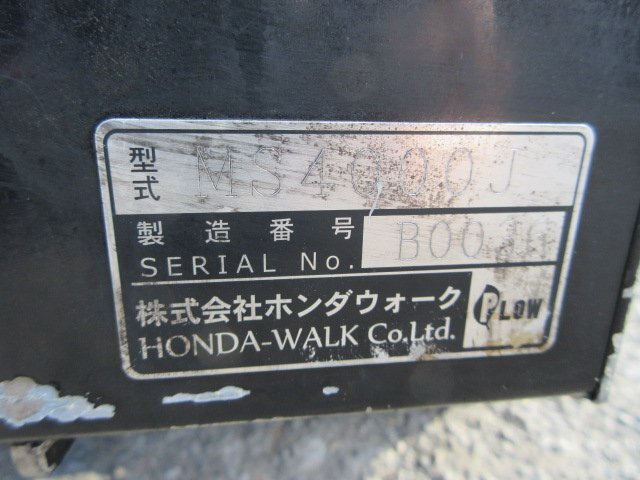 型式 MS4000J
製造番号
SERIAL No. B00
株式会社ホンダウォーク PLOW
HONDA-WALK Co.Ltd.